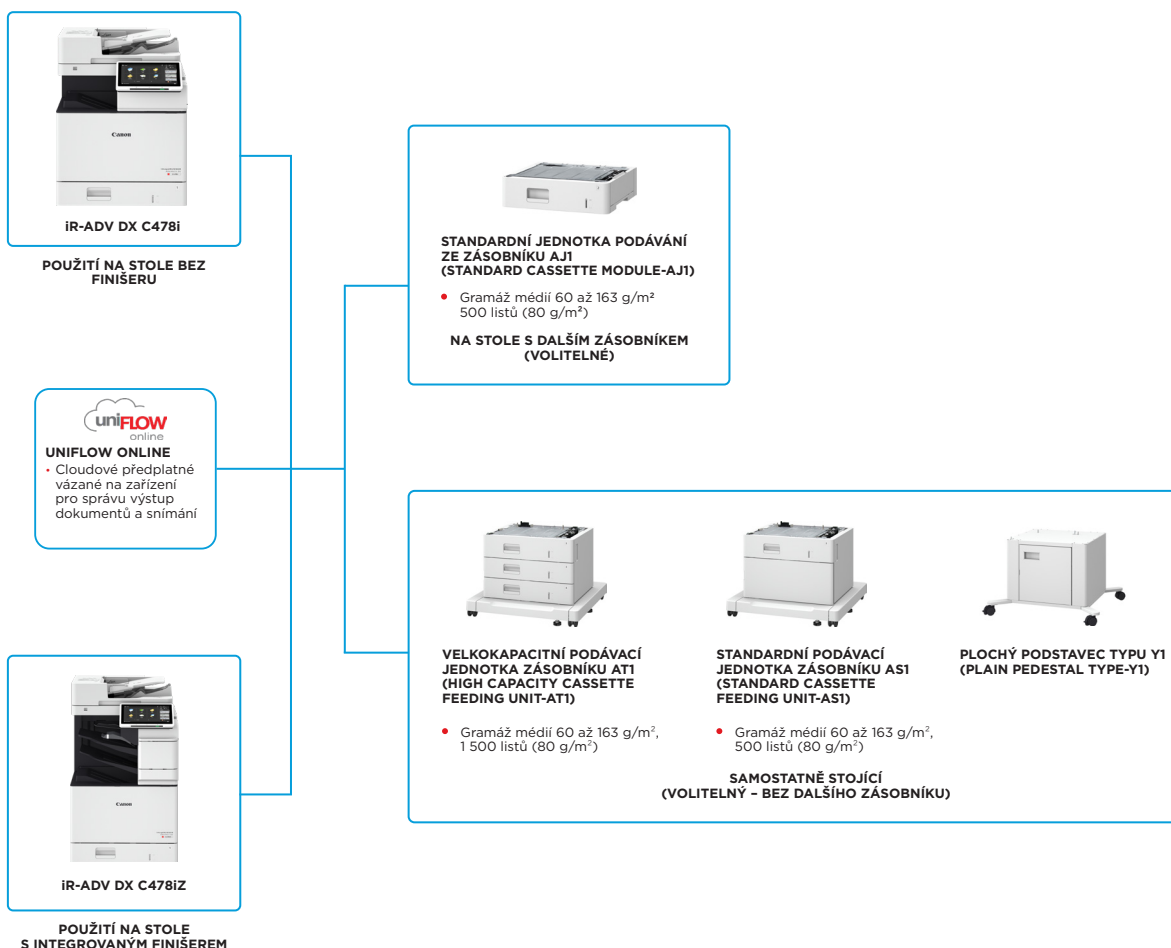 Canon
iR-ADV DX C478i
POUŽITÍ NA STOLE BEZ
FINIŠERU
STANDARDNÍ JEDNOTKA PODÁVÁNÍ
ZE ZÁSOBNÍKU AJ1
(STANDARD CASSETTE MODULE-AJ1)
• Gramáž médií 60 až 163 g/m²
500 listů (80 g/m²)
NA STOLE S DALŠÍM ZÁSOBNÍKEM
(VOLITELNÉ)
uniFLOW
online
UNIFLOW ONLINE
• Cloudové předplatné
vázané na zařízení
pro správu výstup
dokumentů a snímání
VELKOKAPACITNÍ PODÁVACÍ
JEDNOTKA ZÁSOBNÍKU AT1
(HIGH CAPACITY CASSETTE
FEEDING UNIT-AT1)
• Gramáž médií 60 až 163 g/m²,
1 500 listů (80 g/m²)
STANDARDNÍ PODÁVACÍ
JEDNOTKA ZÁSOBNÍKU AS1
(STANDARD CASSETTE
FEEDING UNIT-AS1)
• Gramáž médií 60 až 163 g/m²,
500 listů (80 g/m²)
PLOCHÝ PODSTAVEC TYPU Y1
(PLAIN PEDESTAL TYPE-Y1)
SAMOSTATNĚ STOJÍCÍ
(VOLITELNÝ – BEZ DALŠÍHO ZÁSOBNÍKU)
Canon
iR-ADV DX C478iZ
POUŽITÍ NA STOLE
S INTEGROVANÝM FINIŠEREM